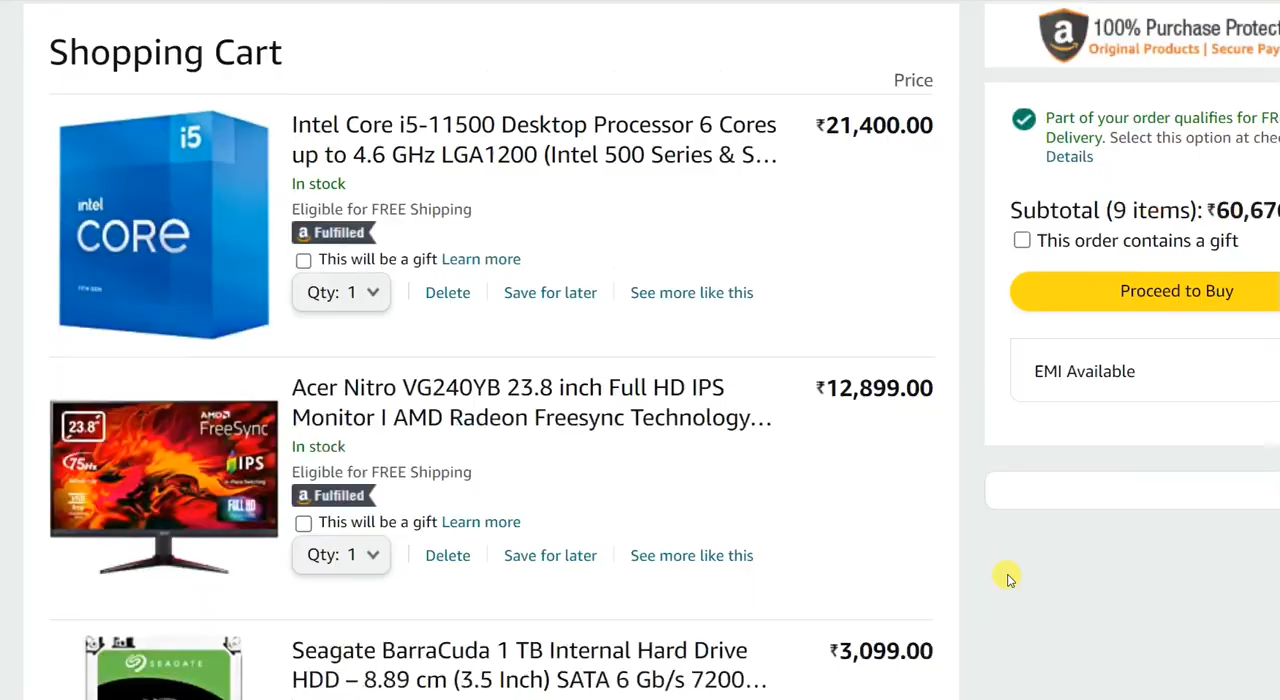 Shopping Cart
Price
i5
intel
CORE
Intel Core i5-11500 Desktop Processor 6 Cores
up to 4.6 GHz LGA1200 (Intel 500 Series & S...
₹21,400.00
In stock
Eligible for FREE Shipping
a Fulfilled
This will be a gift Learn more
Qty: 1
Delete
Save for later
See more like this
23.8"
AMD
FreeSync
75Hz
IPS
FULL HD
Acer Nitro VG240YB 23.8 inch Full HD IPS
Monitor I AMD Radeon Freesync Technology...
₹12,899.00
In stock
Eligible for FREE Shipping
a Fulfilled
This will be a gift Learn more
Qty: 1
Delete
Save for later
See more like this
SEAGATE
Seagate BarraCuda 1 TB Internal Hard Drive
HDD – 8.89 cm (3.5 Inch) SATA 6 Gb/s 7200...
₹3,099.00
a
100% Purchase Protect
Original Products | Secure Pay
Part of your order qualifies for FR
Delivery. Select this option at che
Details
Subtotal (9 items): ₹60,670
This order contains a gift
Proceed to Buy
EMI Available